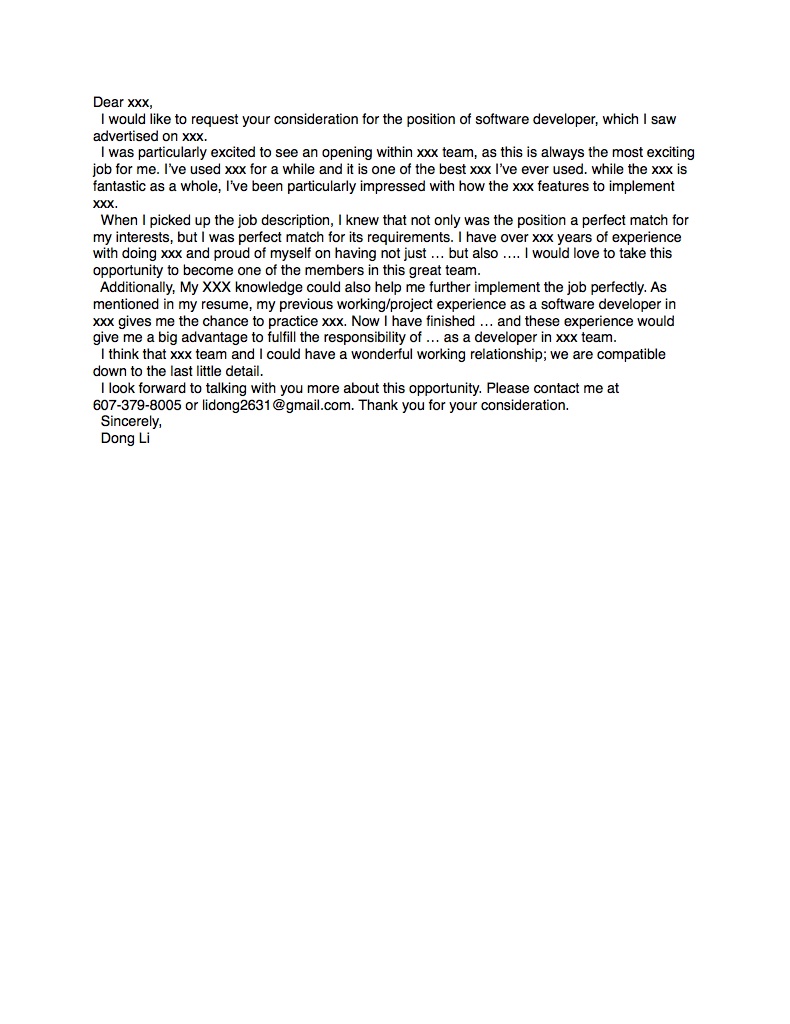 Dear xxx,
I would like to request your consideration for the position of software developer, which I saw
advertised on xxx.
I was particularly excited to see an opening within xxx team, as this is always the most exciting
job for me. I’ve used xxx for a while and it is one of the best xxx I’ve ever used. while the xxx is
fantastic as a whole, I’ve been particularly impressed with how the xxx features to implement
xxx.
When I picked up the job description, I knew that not only was the position a perfect match for
my interests, but I was perfect match for its requirements. I have over xxx years of experience
with doing xxx and proud of myself on having not just … but also …. I would love to take this
opportunity to become one of the members in this great team.
Additionally, My XXX knowledge could also help me further implement the job perfectly. As
mentioned in my resume, my previous working/project experience as a software developer in
xxx gives me the chance to practice xxx. Now I have finished … and these experience would
give me a big advantage to fulfill the responsibility of … as a developer in xxx team.
I think that xxx team and I could have a wonderful working relationship; we are compatible
down to the last little detail.
I look forward to talking with you more about this opportunity. Please contact me at
607-379-8005 or lidong2631@gmail.com. Thank you for your consideration.
Sincerely,
Dong Li